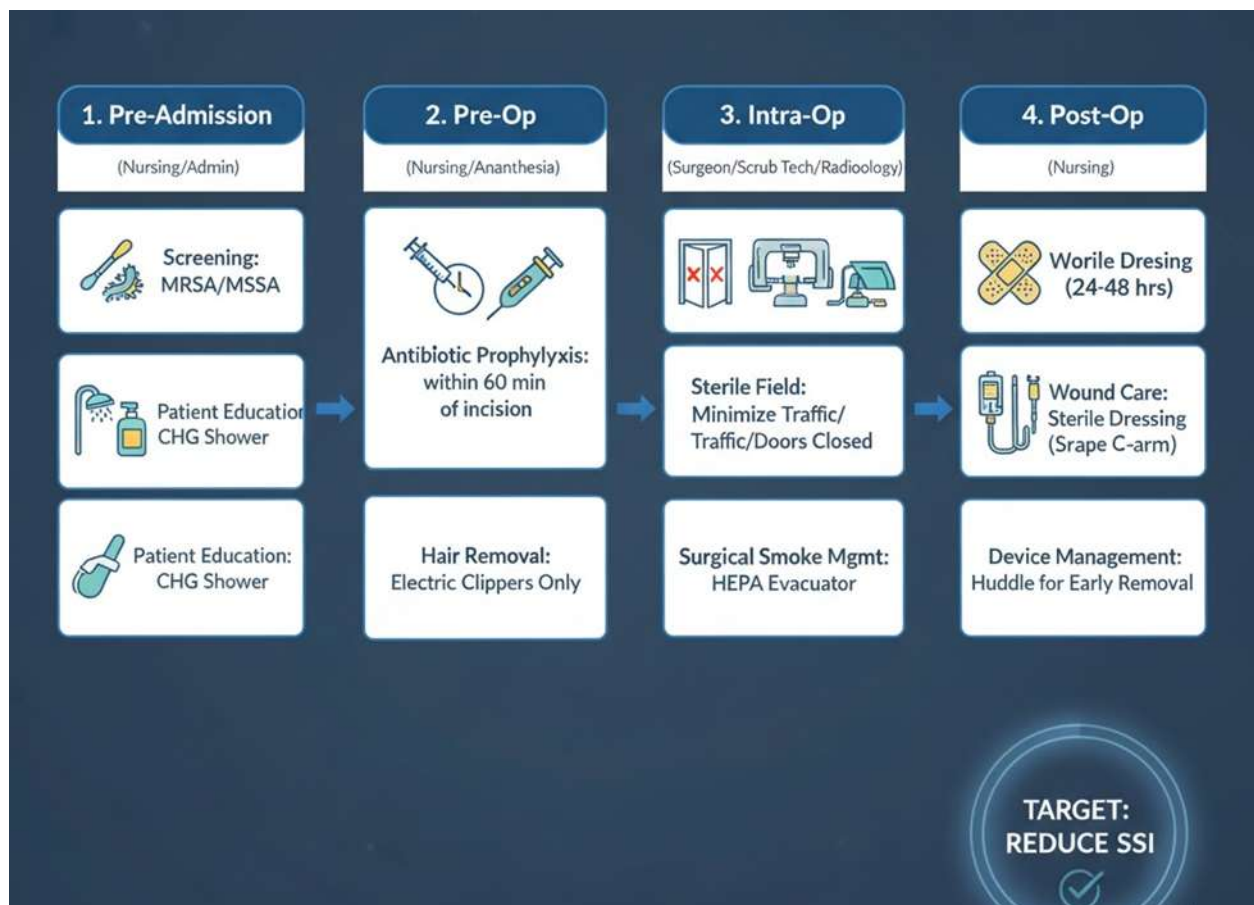 1. Pre-Admission
(Nursing/Admin)
Screening:
MRSA/MSSA
Patient Education
CHG Shower
Patient Education:
CHG Shower
2. Pre-Op
(Nursing/Ananthesia)
Antibiotic Prophylyxis:
within 60 min
of incision
Hair Removal:
Electric Clippers Only
3. Intra-Op
(Surgeon/Scrub Tech/Radioology)
Sterile Field:
Minimize Traffic/
Traffic/Doors Closed
Surgical Smoke Mgmt:
HEPA Evacuator
4. Post-Op
(Nursing)
Worile Dresing
(24-48 hrs)
Wound Care:
Sterile Dressing
(Srape C-arm)
Device Management:
Huddle for Early Removal
TARGET:
REDUCE SSI